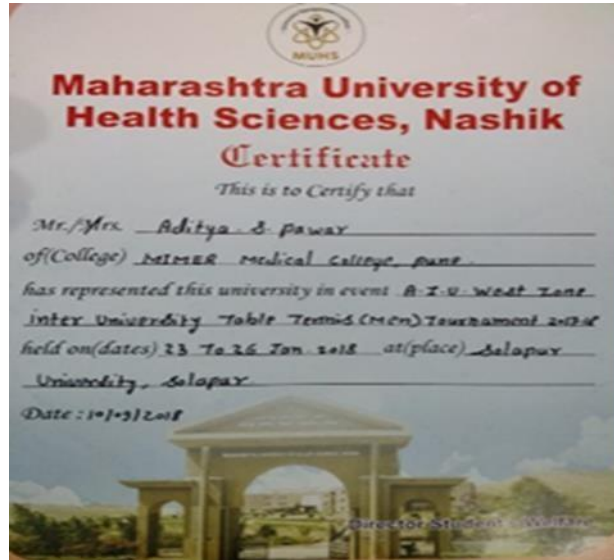 MUHS
Maharashtra University of
Health Sciences, Nashik
Certificate
This is to Certify that
Mr./Mrs. Aditya. S. Pawar
of(College) MIMER Medical College, Pune.
has represented this university in event A.I.U. West Zone
Inter University Table Tennis (Men) Tournament 2017-18
held on(dates) 23 To 26 Jan. 2018 at(place) Solapur
University, Solapur.
Date : 10/09/2018
Director Student Welfare